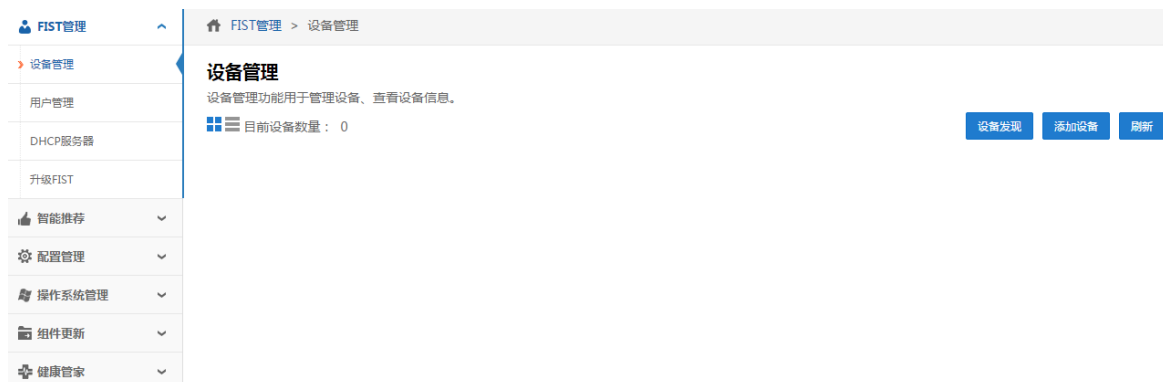 FIST管理
设备管理
用户管理
DHCP服务器
升级FIST
智能推荐
配置管理
操作系统管理
组件更新
健康管家
FIST管理 > 设备管理
设备管理
设备管理功能用于管理设备、查看设备信息。
目前设备数量： 0
设备发现 添加设备 刷新